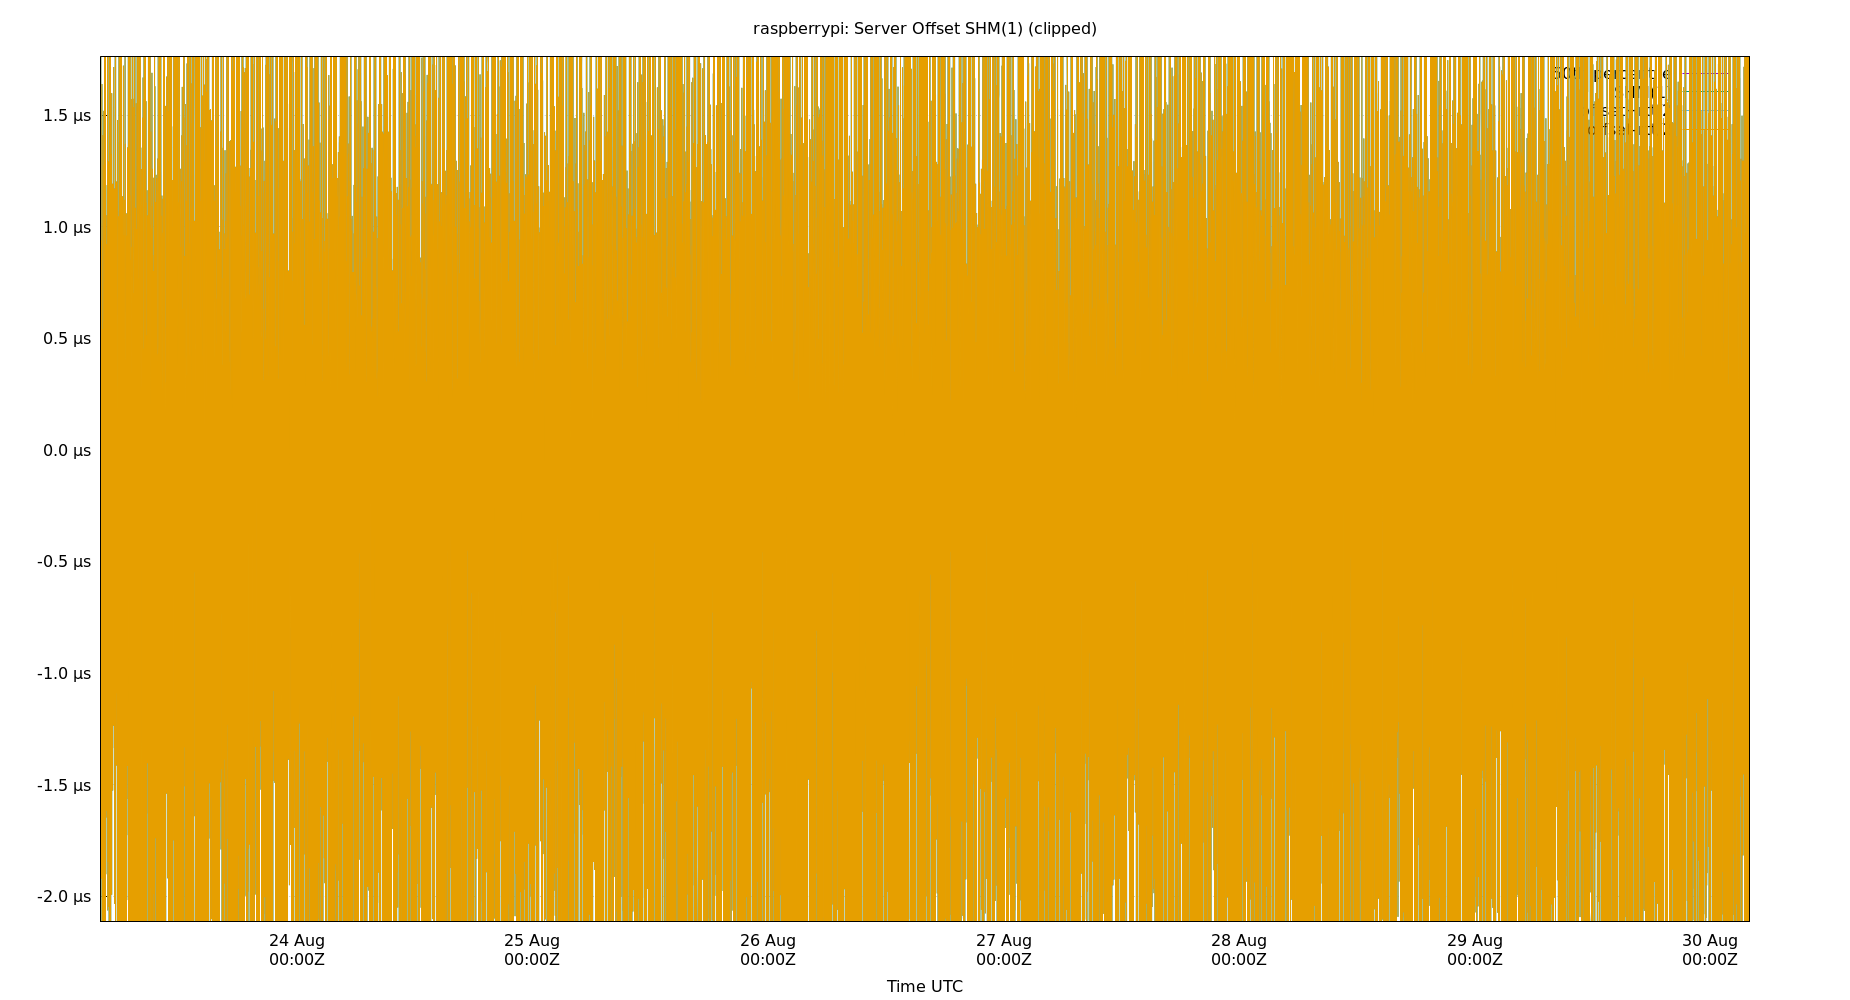 raspberrypi: Server Offset SHM(1) (clipped)
1.5 µs
1.0 µs
0.5 µs
0.0 µs
-0.5 µs
-1.0 µs
-1.5 µs
-2.0 µs
24 Aug
00:00Z
25 Aug
00:00Z
26 Aug
00:00Z
27 Aug
00:00Z
28 Aug
00:00Z
29 Aug
00:00Z
30 Aug
00:00Z
Time UTC